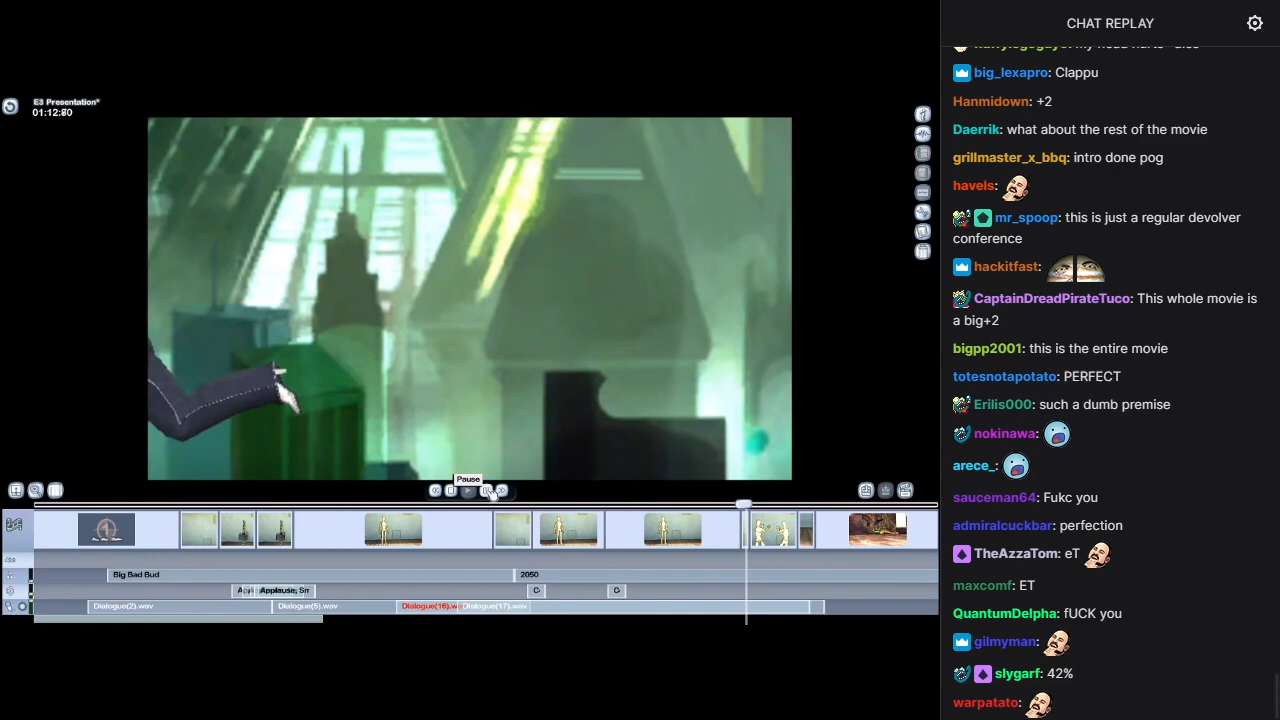 CHAT REPLAY
big_lexapro: Clappu
Hanmidown: +2
Daerrik: what about the rest of the movie
grillmaster_x_bbq: intro done pog
havels:
mr_spoop: this is just a regular devolver
conference
hackitfast:
CaptainDreadPirateTuco: This whole movie is
a big+2
bigpp2001: this is the entire movie
totesnotapotato: PERFECT
Erilis000: such a dumb premise
nokinawa:
arece_:
sauceman64: Fukc you
admiralcuckbar: perfection
TheAzzaTom: eT
maxcomf: ET
QuantumDelpha: fUCK you
gilmyman:
slygarf: 42%
warpatato:
E3 Presentation*
Pause
Big Bad Bud
2050
Applause, Sm
Dialogue(2).wav
Dialogue(5).wav
Dialogue(16).w
Dialogue(17).wav